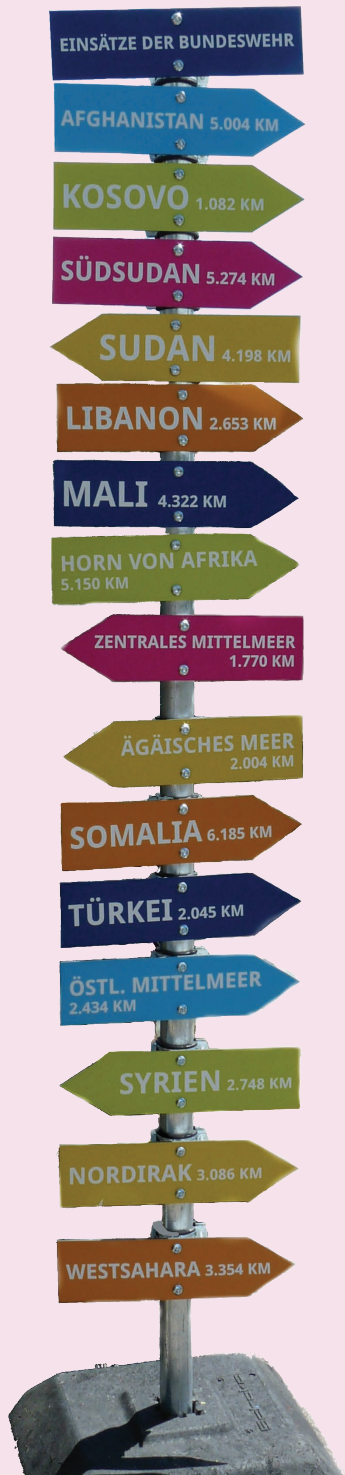 EINSÄTZE DER BUNDESWEHR
AFGHANISTAN 5.004 KM
KOSOVO 1.082 KM
SÜDSUDAN 5.274 KM
SUDAN 4.198 KM
LIBANON 2.653 KM
MALI 4.322 KM
HORN VON AFRIKA
5.150 KM
ZENTRALES MITTELMEER
1.770 KM
ÄGÄISCHES MEER
2.004 KM
SOMALIA 6.185 KM
TÜRKEI 2.045 KM
ÖSTL. MITTELMEER
2.434 KM
SYRIEN 2.748 KM
NORDIRAK 3.086 KM
WESTSAHARA 3.354 KM